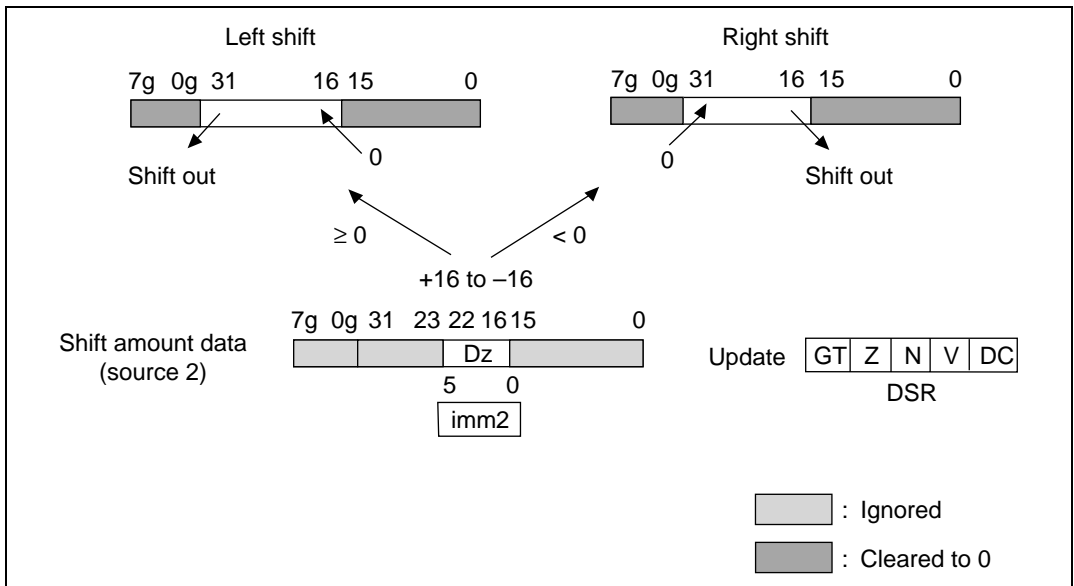 Left shift
Right shift
7g 0g 31 16 15 0
7g 0g 31 16 15 0
0
0
Shift out
Shift out
≥ 0
< 0
+16 to –16
7g 0g 31 23 22 16 15 0
Shift amount data
(source 2)
Dz
Update
GT Z N V DC
5 0
DSR
imm2
: Ignored
: Cleared to 0